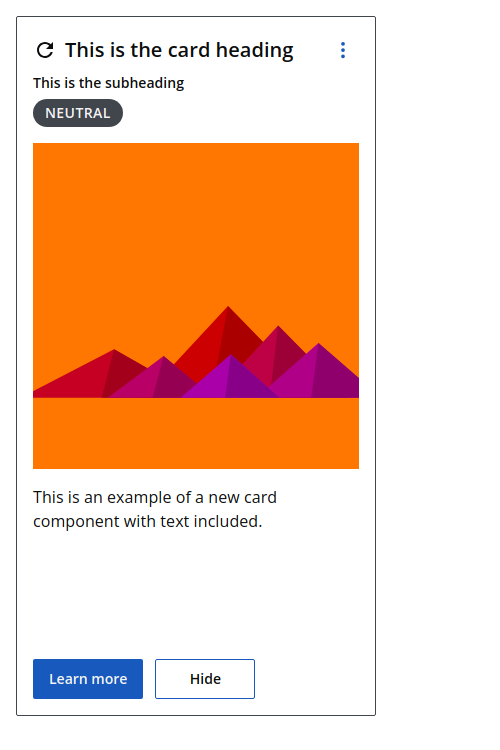 This is the card heading
This is the subheading
NEUTRAL
This is an example of a new card
component with text included.
Learn more
Hide